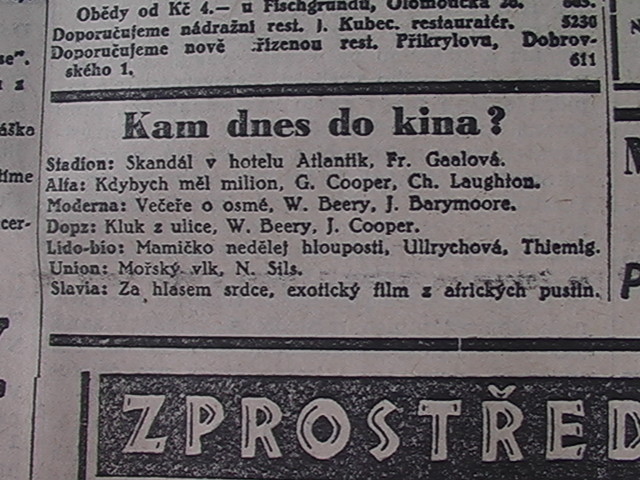 Obědy od Kč 4.— u Fischgrundu, Olomoucká
Doporučujeme nádražní rest. J. Kubec. restauratér. 5230
Doporučujeme nově řízenou rest. Přikrylovu, Dobrov-
ského 1. 611
Kam dnes do kina?
Stadion: Skandál v hotelu Atlantik, Fr. Gaalová.
Alfa: Kdybych měl milion, G. Cooper, Ch. Laughton.
Moderna: Večeře o osmé, W. Beery, J. Barymoore.
Dopz: Kluk z ulice, W. Beery, J. Cooper.
Lido-bio: Mamičko nedělej hlouposti, Ullrychová, Thiemig.
Union: Mořský vlk, N. Sils.
Slavia: Za hlasem srdce, exotický film z afrických pustin.
ZPROSTŘED